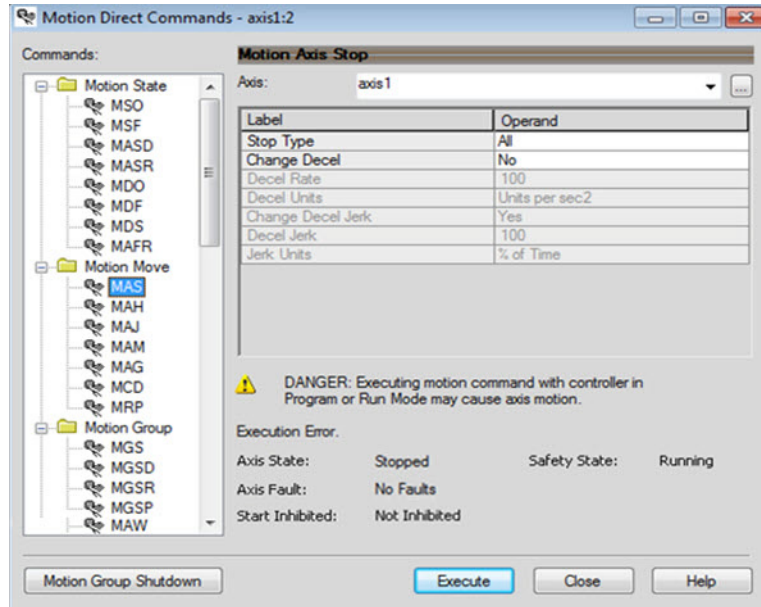 Motion Direct Commands - axis1:2
Commands:
Motion State
MSO
MSF
MASD
MASR
MDO
MDF
MDS
MAFR
Motion Move
MAS
MAH
MAJ
MAM
MAG
MCD
MRP
Motion Group
MGS
MGSD
MGSR
MGSP
MAW
Motion Axis Stop
Axis: axis1 ...
Label Operand
Stop Type All
Change Decel No
Decel Rate 100
Decel Units Units per sec2
Change Decel Jerk Yes
Decel Jerk 100
Jerk Units % of Time
DANGER: Executing motion command with controller in
Program or Run Mode may cause axis motion.
Execution Error.
Axis State: Stopped Safety State: Running
Axis Fault: No Faults
Start Inhibited: Not Inhibited
Motion Group Shutdown Execute Close Help